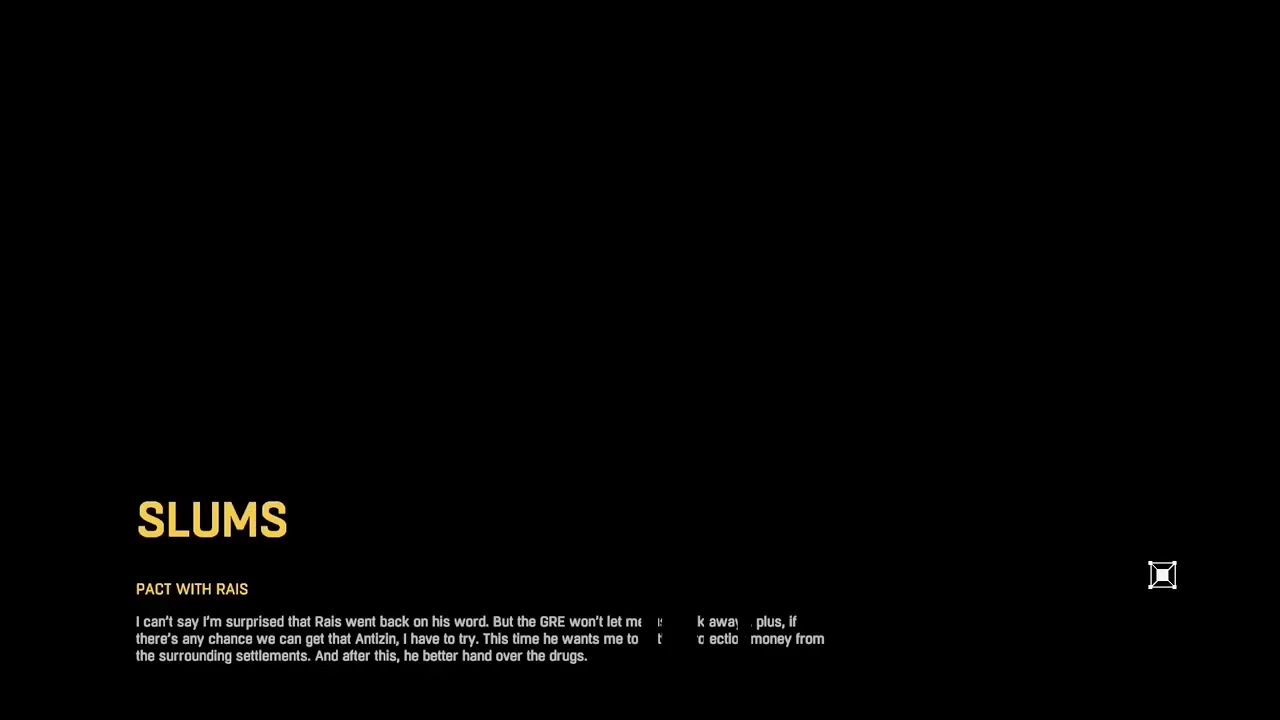 SLUMS
PACT WITH RAIS
I can't say I'm surprised that Rais went back on his word. But the GRE won't let me away, plus, if
there's any chance we can get that Antizin, I have to try. This time he wants me to money from
the surrounding settlements. And after this, he better hand over the drugs.